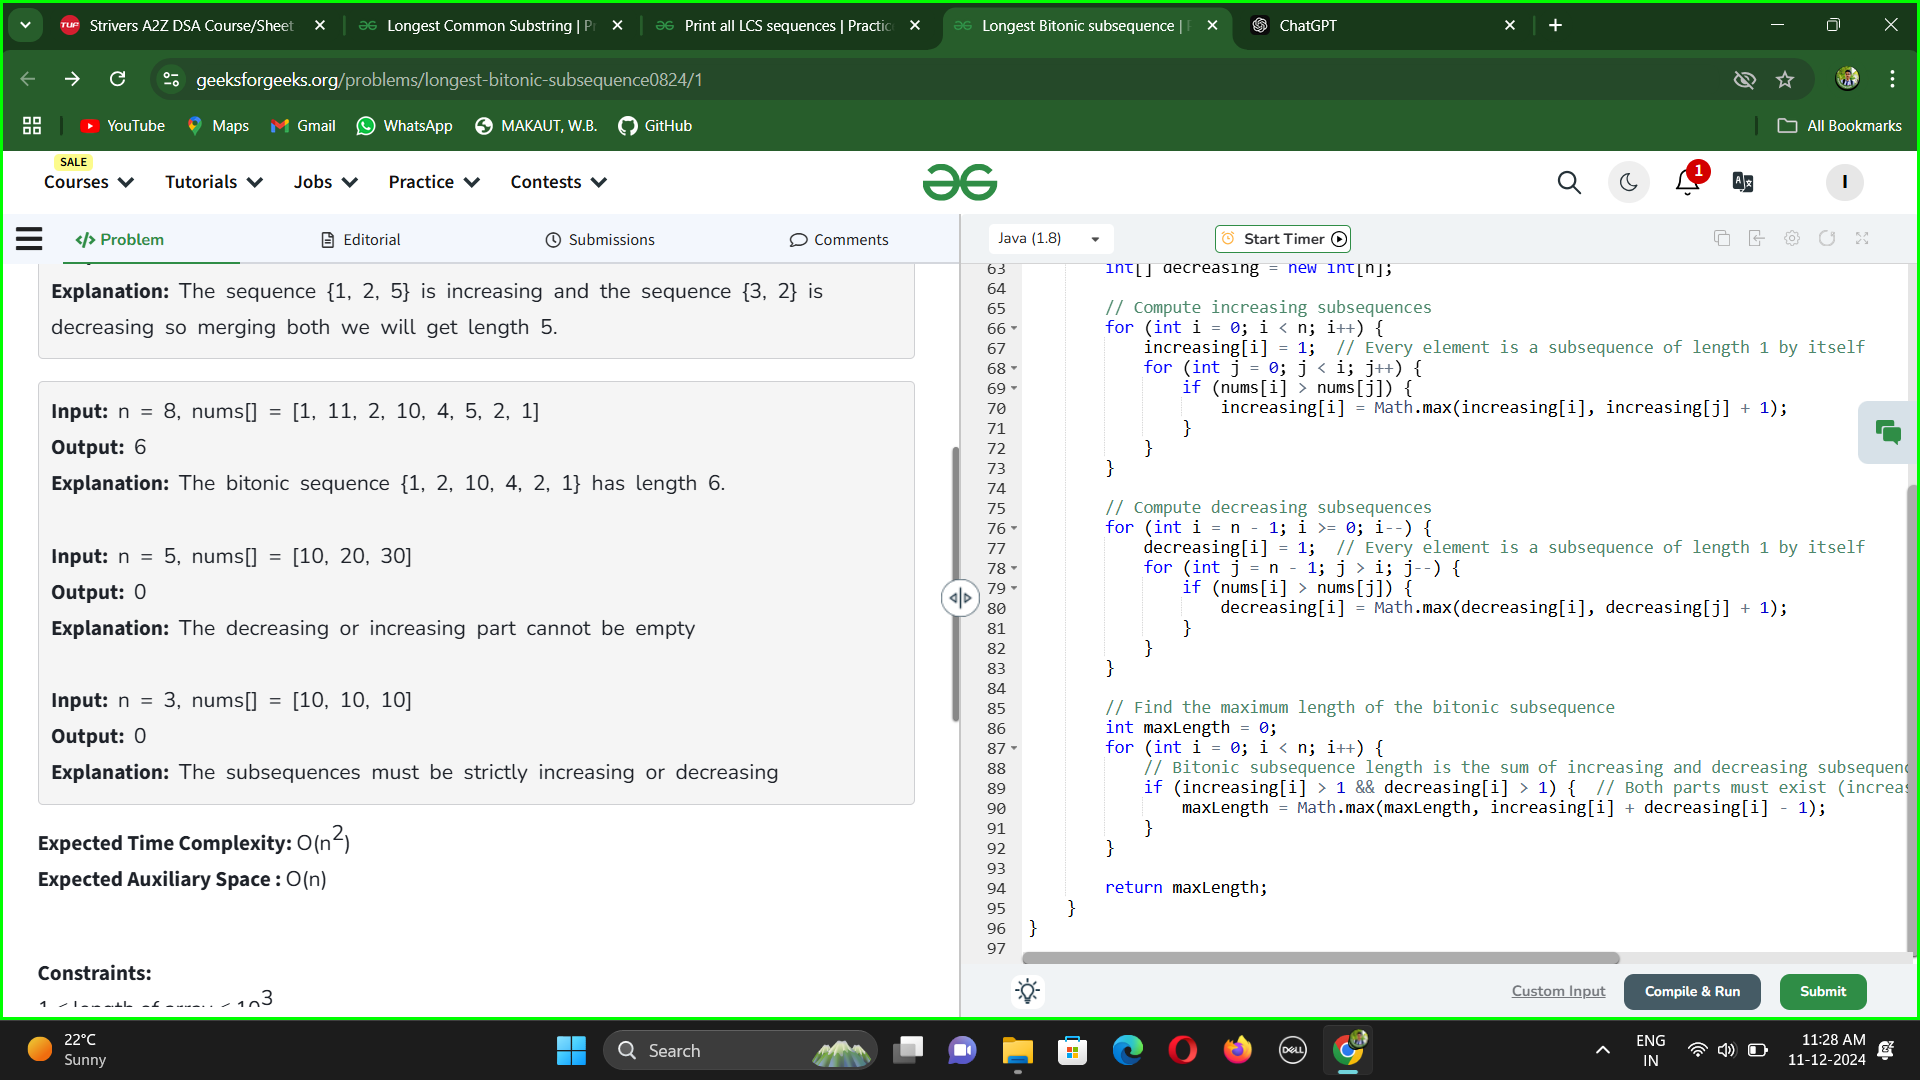 Strivers A2Z DSA Course/Sheet
Longest Common Substring | Pr
Print all LCS sequences | Practic
Longest Bitonic subsequence | P
ChatGPT
geeksforgeeks.org/problems/longest-bitonic-subsequence0824/1
YouTube Maps Gmail WhatsApp MAKAUT, W.B. GitHub All Bookmarks
SALE
Courses Tutorials Jobs Practice Contests 1 I
</> Problem Editorial Submissions Comments
Java (1.8) Start Timer
Explanation: The sequence {1, 2, 5} is increasing and the sequence {3, 2} is
decreasing so merging both we will get length 5.
Input: n = 8, nums[] = [1, 11, 2, 10, 4, 5, 2, 1]
Output: 6
Explanation: The bitonic sequence {1, 2, 10, 4, 2, 1} has length 6.
Input: n = 5, nums[] = [10, 20, 30]
Output: 0
Explanation: The decreasing or increasing part cannot be empty
Input: n = 3, nums[] = [10, 10, 10]
Output: 0
Explanation: The subsequences must be strictly increasing or decreasing
Expected Time Complexity: O(n2)
Expected Auxiliary Space : O(n)
Constraints:
1 ≤ length of array ≤ 103
63 int[] decreasing = new int[n];
64
65 // Compute increasing subsequences
66 for (int i = 0; i < n; i++) {
67 increasing[i] = 1; // Every element is a subsequence of length 1 by itself
68 for (int j = 0; j < i; j++) {
69 if (nums[i] > nums[j]) {
70 increasing[i] = Math.max(increasing[i], increasing[j] + 1);
71 }
72 }
73 }
74
75 // Compute decreasing subsequences
76 for (int i = n - 1; i >= 0; i--) {
77 decreasing[i] = 1; // Every element is a subsequence of length 1 by itself
78 for (int j = n - 1; j > i; j--) {
79 if (nums[i] > nums[j]) {
80 decreasing[i] = Math.max(decreasing[i], decreasing[j] + 1);
81 }
82 }
83 }
84
85 // Find the maximum length of the bitonic subsequence
86 int maxLength = 0;
87 for (int i = 0; i < n; i++) {
88 // Bitonic subsequence length is the sum of increasing and decreasing subsequenc
89 if (increasing[i] > 1 && decreasing[i] > 1) { // Both parts must exist (increas
90 maxLength = Math.max(maxLength, increasing[i] + decreasing[i] - 1);
91 }
92 }
93
94 return maxLength;
95 }
96 }
97
Custom Input Compile & Run Submit
22°C
Sunny
Search
DELL
ENG
IN
11:28 AM
11-12-2024